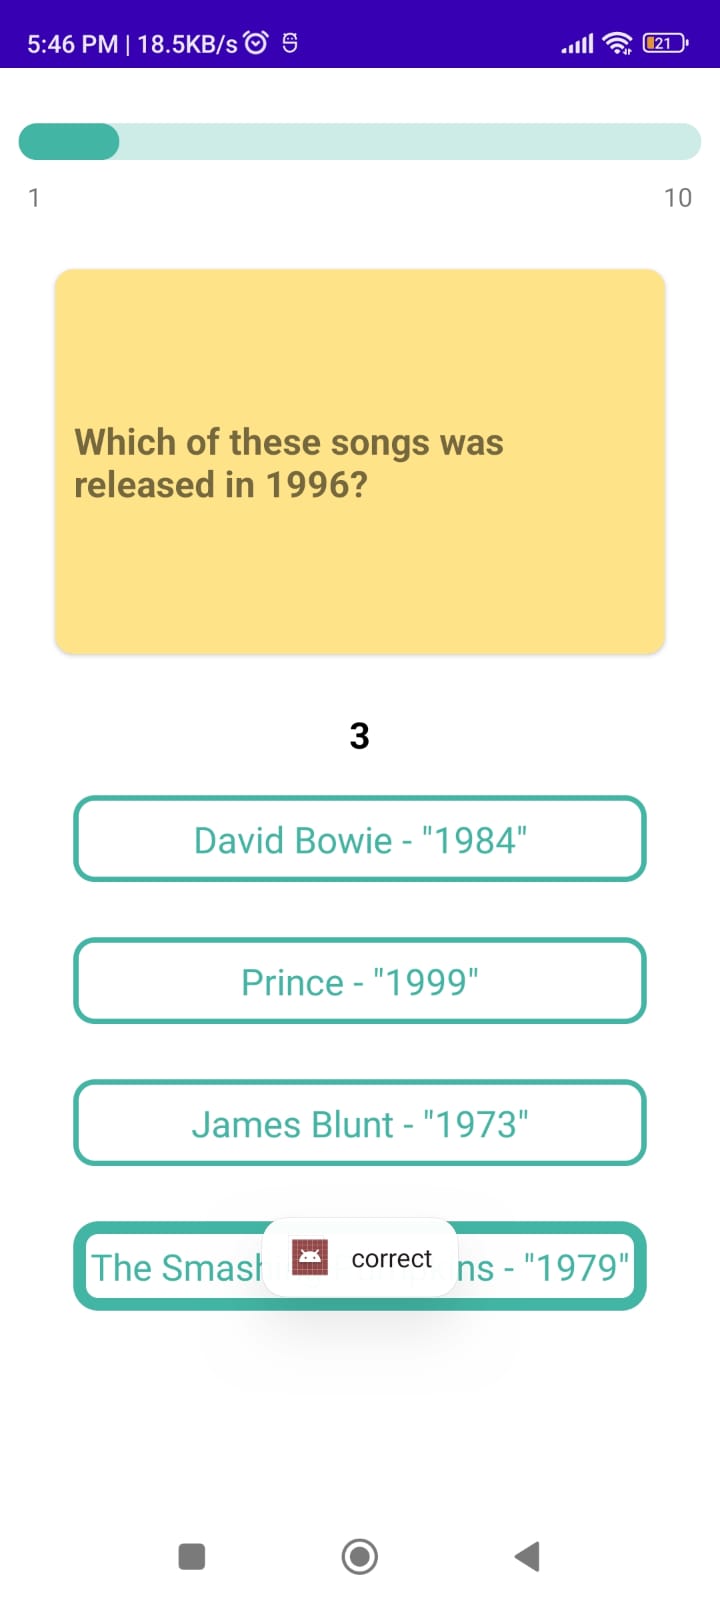 5:46 PM | 18.5KB/s
21
1
10
Which of these songs was
released in 1996?
3
David Bowie - "1984"
Prince - "1999"
James Blunt - "1973"
The Smash ns - "1979"
correct